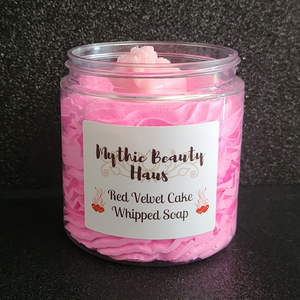 Mythic Beauty
Haus
Red Velvet Cake
Whipped Soap